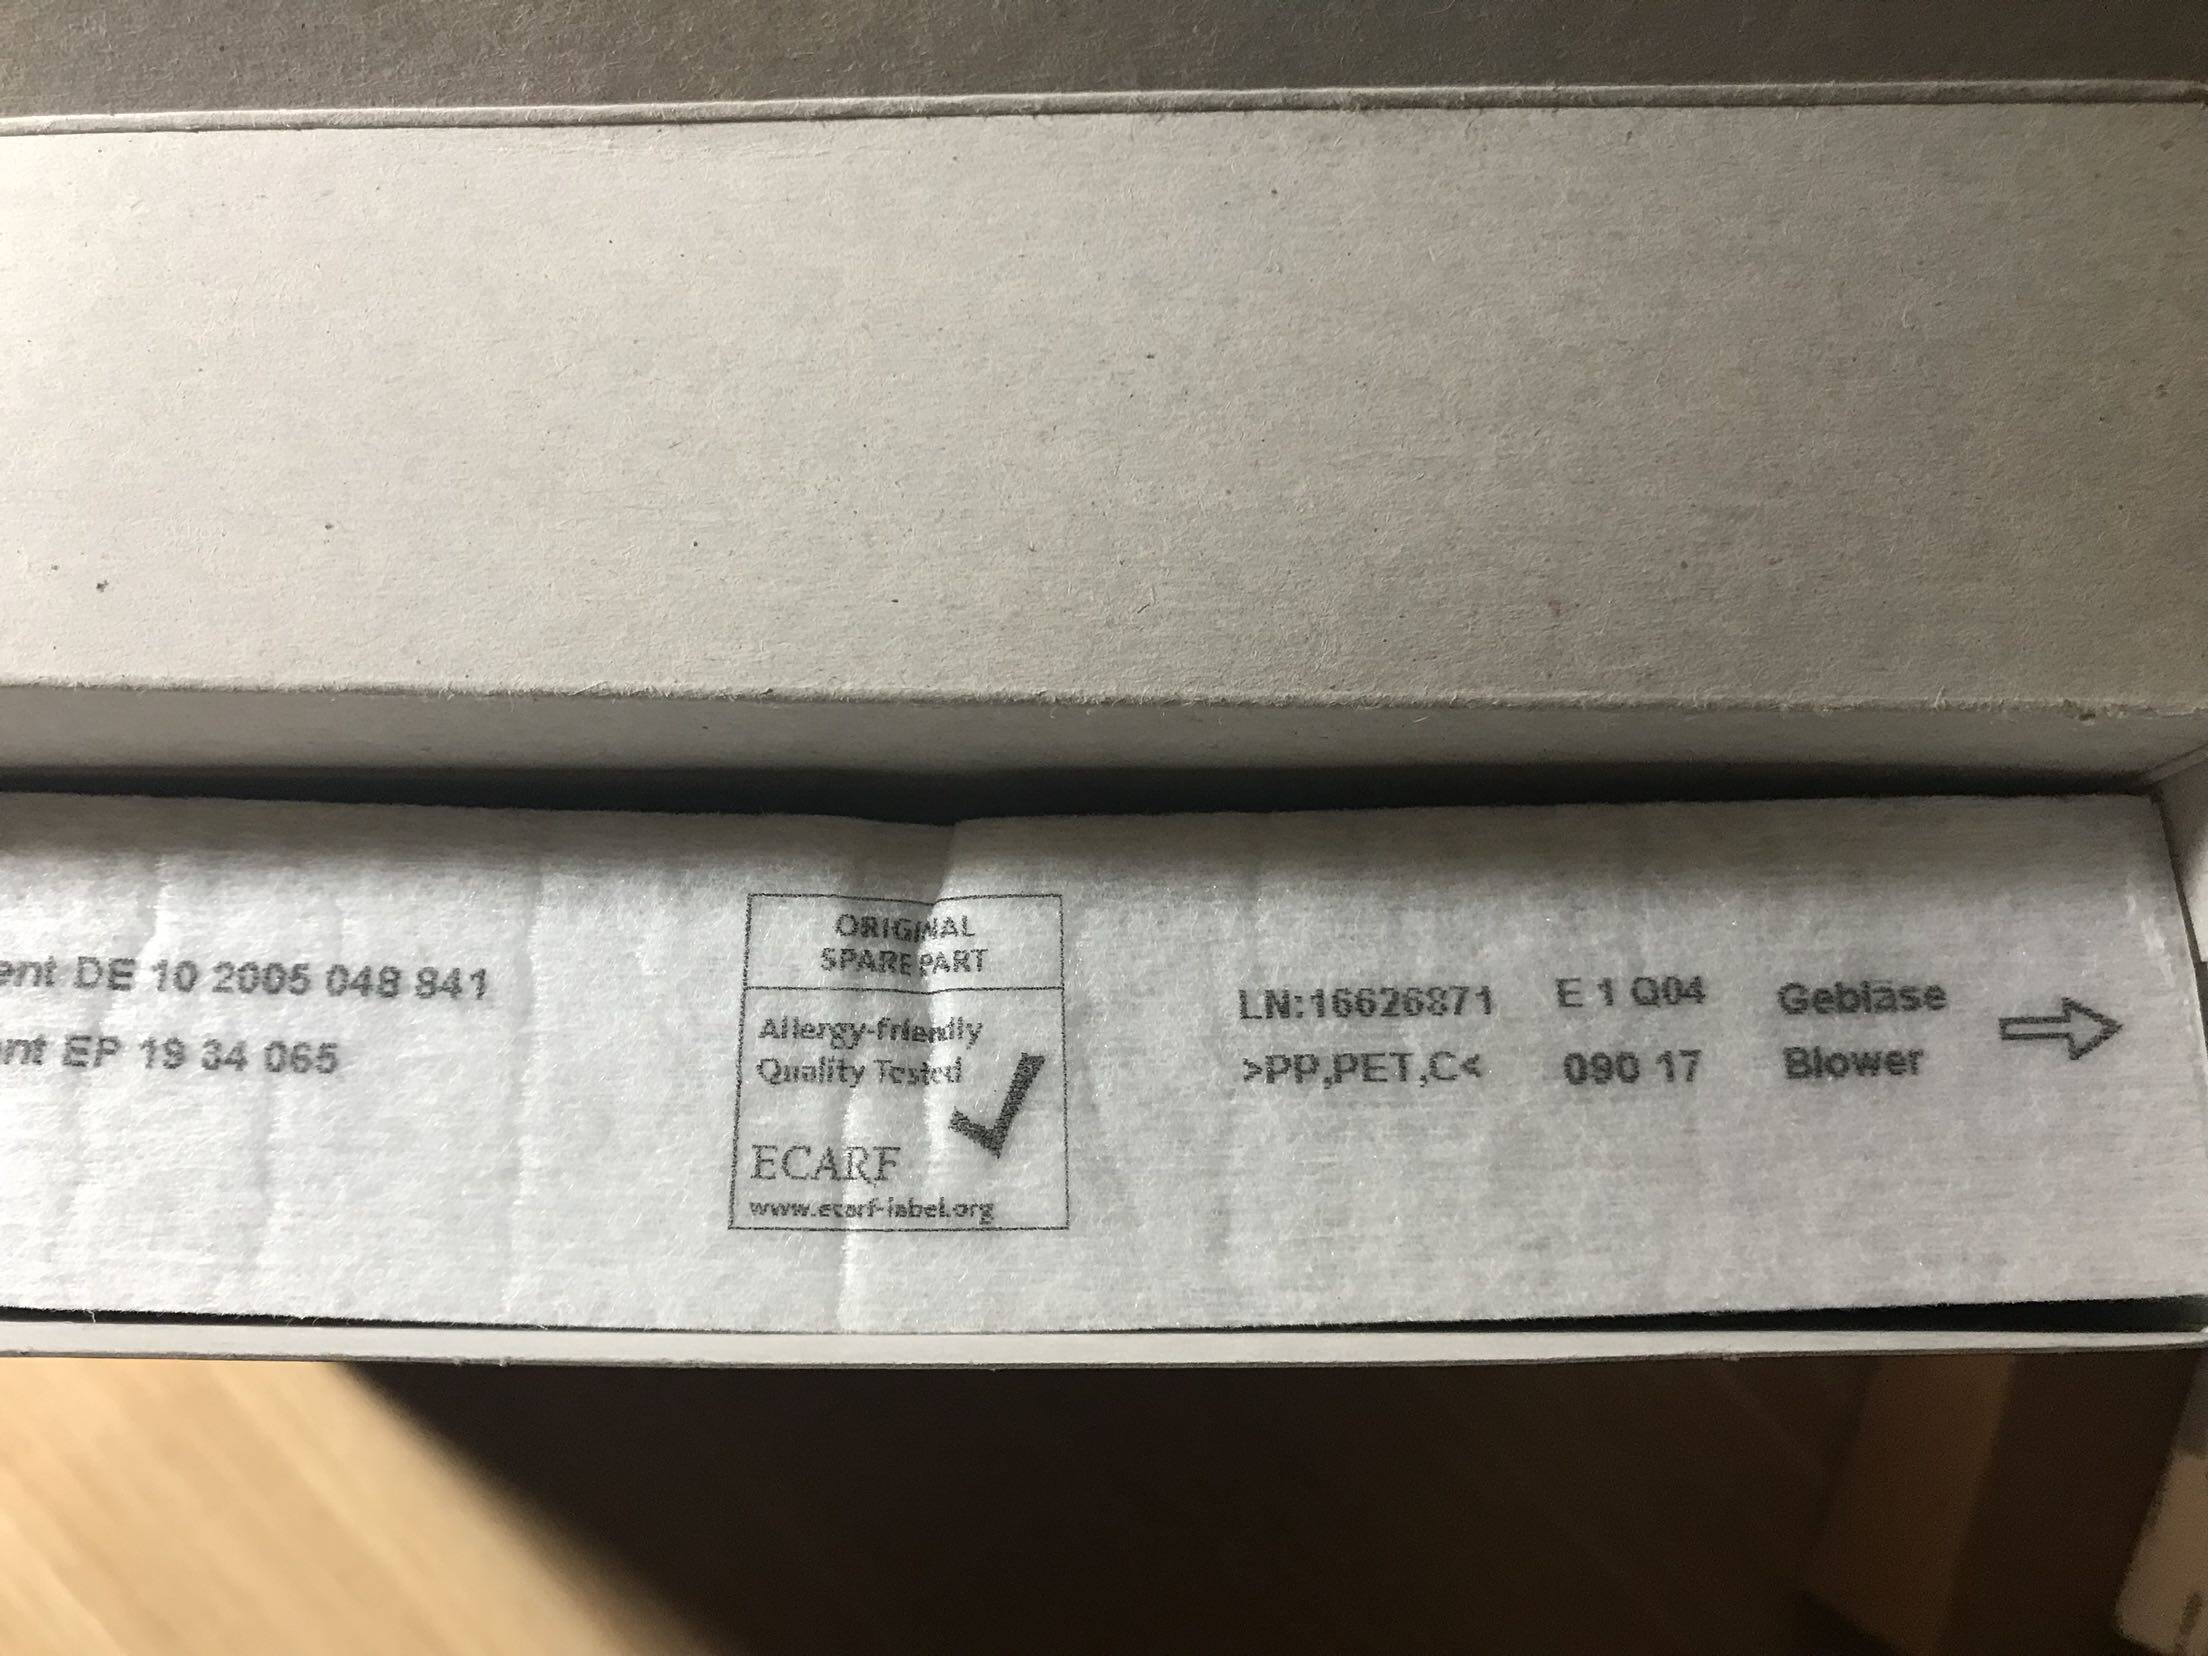 ent DE 10 2005 048 841
nt EP 19 34 065
ORIGINAL
SPARE PART
Allergy-friendly
Quality Tested
ECARF
www.ecarf-label.org
LN:16626871
>PP,PET,C<
E 1 Q04
090 17
Gebläse
Blower